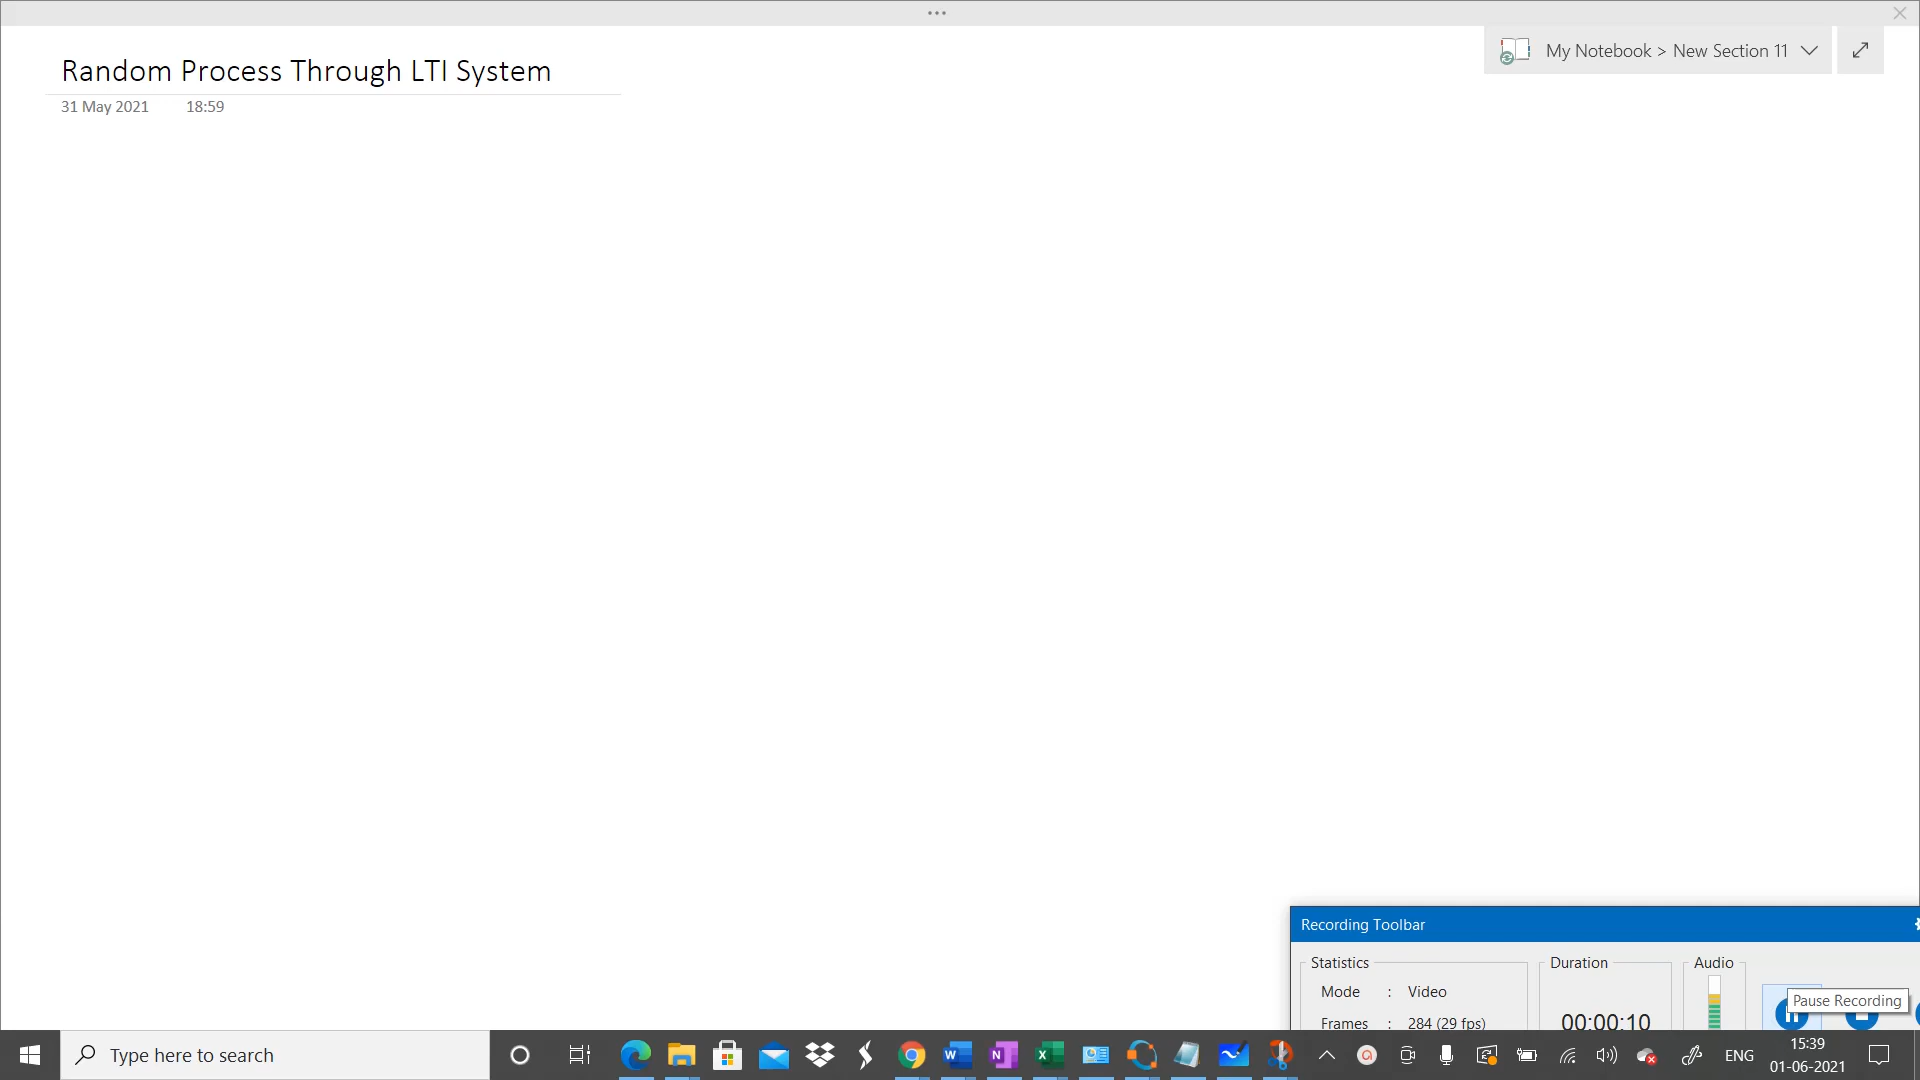 My Notebook > New Section 11
Random Process Through LTI System
31 May 2021 18:59
Recording Toolbar
Statistics
Duration
Audio
Mode : Video
Pause Recording
Frames : 284 (29 fps)
00:00:10
Type here to search
ENG
15:39
01-06-2021